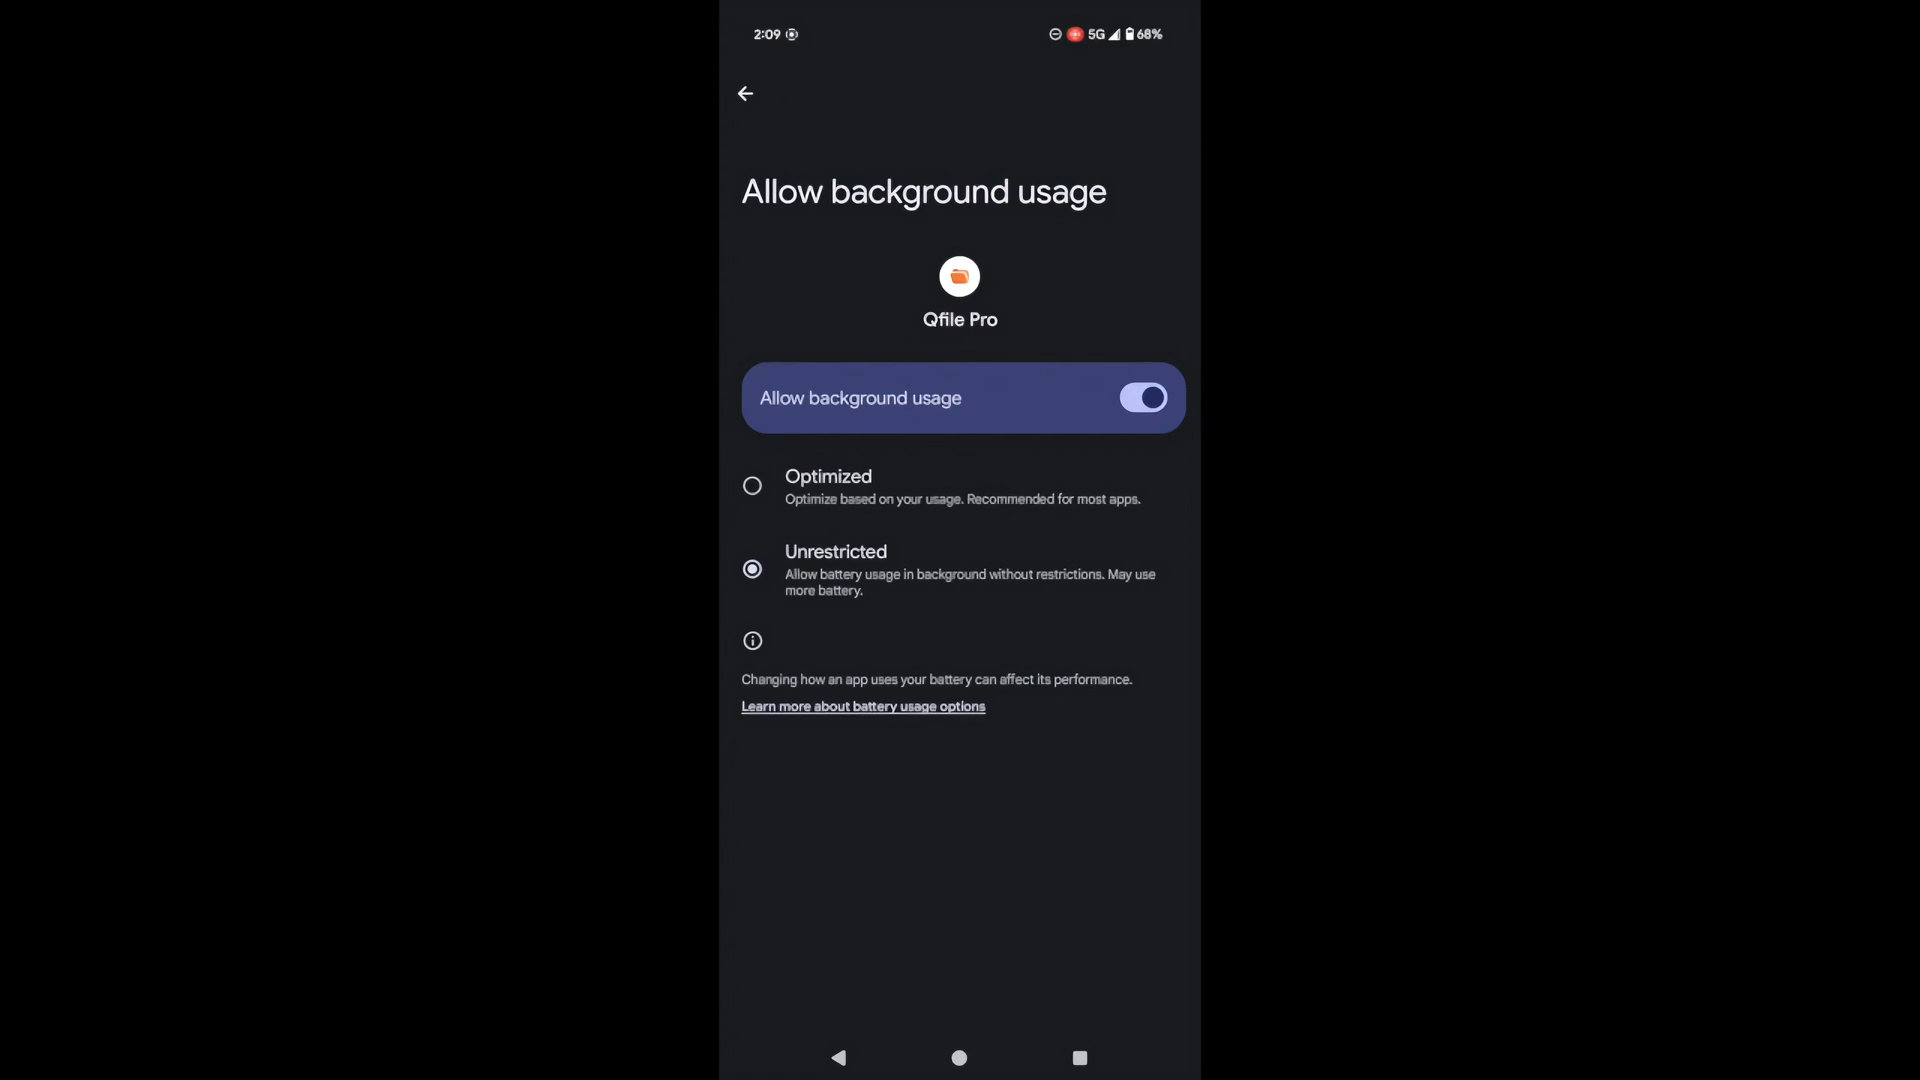 2:09 5G 68%
Allow background usage
Qfile Pro
Allow background usage
Optimized
Optimize based on your usage. Recommended for most apps.
Unrestricted
Allow battery usage in background without restrictions. May use
more battery.
Changing how an app uses your battery can affect its performance.
Learn more about battery usage options